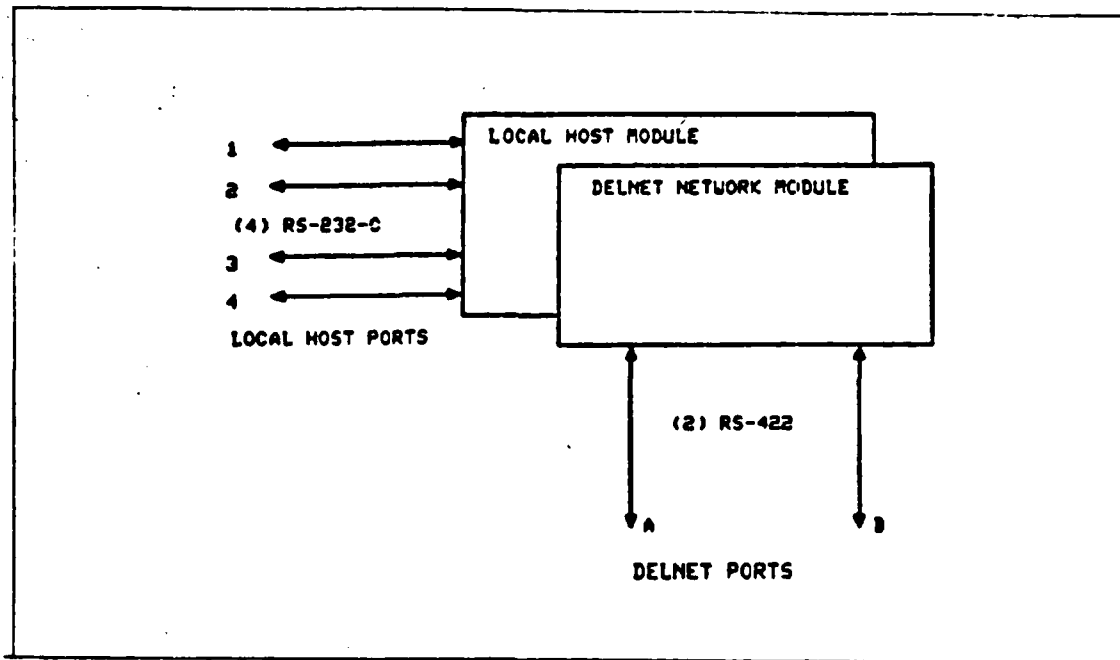 LOCAL HOST MODULE
DELNET NETWORK MODULE
1
2
(4) RS-232-C
3
4
LOCAL HOST PORTS
(2) RS-422
A
B
DELNET PORTS